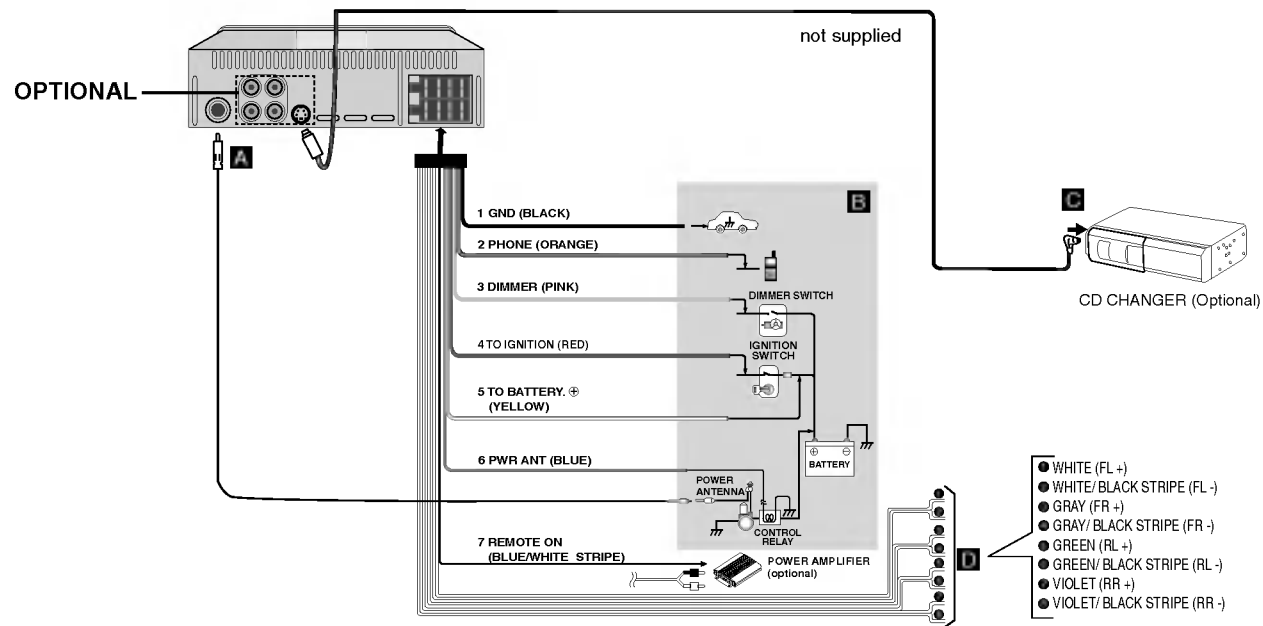 not supplied
OPTIONAL
A
B
1 GND (BLACK)
C
2 PHONE (ORANGE)
3 DIMMER (PINK)
DIMMER SWITCH
CD CHANGER (Optional)
4 TO IGNITION (RED)
IGNITION
SWITCH
5 TO BATTERY. ⊕
(YELLOW)
⊕ ⊖
BATTERY
6 PWR ANT (BLUE)
POWER
ANTENNA
CONTROL
RELAY
7 REMOTE ON
(BLUE/WHITE STRIPE)
POWER AMPLIFIER
(optional)
D
WHITE (FL +)
WHITE/ BLACK STRIPE (FL -)
GRAY (FR +)
GRAY/ BLACK STRIPE (FR -)
GREEN (RL +)
GREEN/ BLACK STRIPE (RL -)
VIOLET (RR +)
VIOLET/ BLACK STRIPE (RR -)